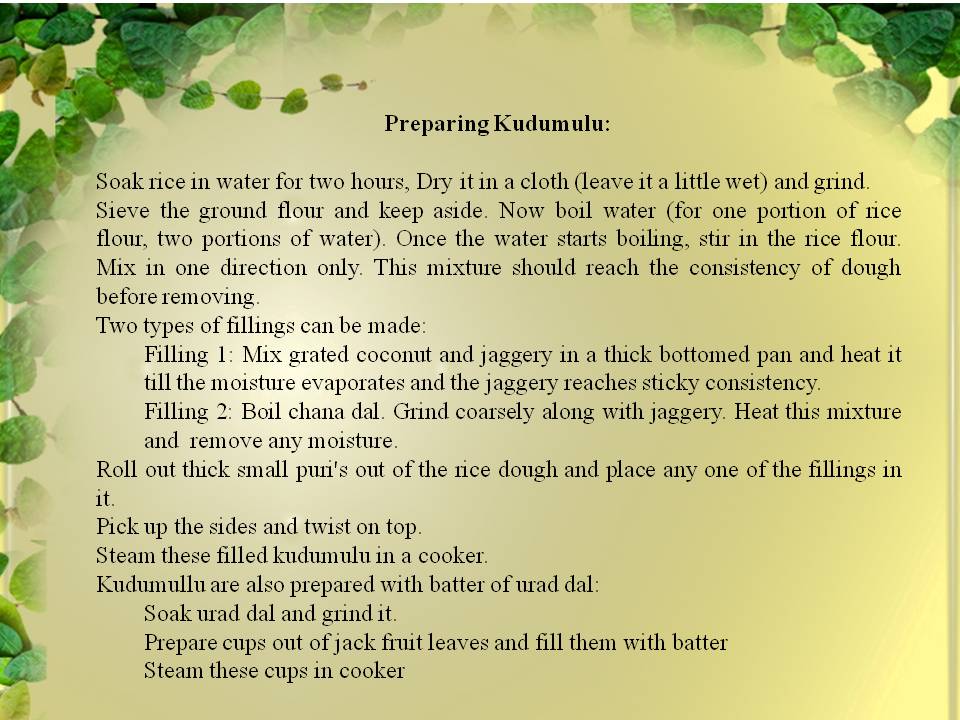 Preparing Kudumulu:
Soak rice in water for two hours, Dry it in a cloth (leave it a little wet) and grind.
Sieve the ground flour and keep aside. Now boil water (for one portion of rice
flour, two portions of water). Once the water starts boiling, stir in the rice flour.
Mix in one direction only. This mixture should reach the consistency of dough
before removing.
Two types of fillings can be made:
Filling 1: Mix grated coconut and jaggery in a thick bottomed pan and heat it
till the moisture evaporates and the jaggery reaches sticky consistency.
Filling 2: Boil chana dal. Grind coarsely along with jaggery. Heat this mixture
and remove any moisture.
Roll out thick small puri's out of the rice dough and place any one of the fillings in
it.
Pick up the sides and twist on top.
Steam these filled kudumulu in a cooker.
Kudumullu are also prepared with batter of urad dal:
Soak urad dal and grind it.
Prepare cups out of jack fruit leaves and fill them with batter
Steam these cups in cooker